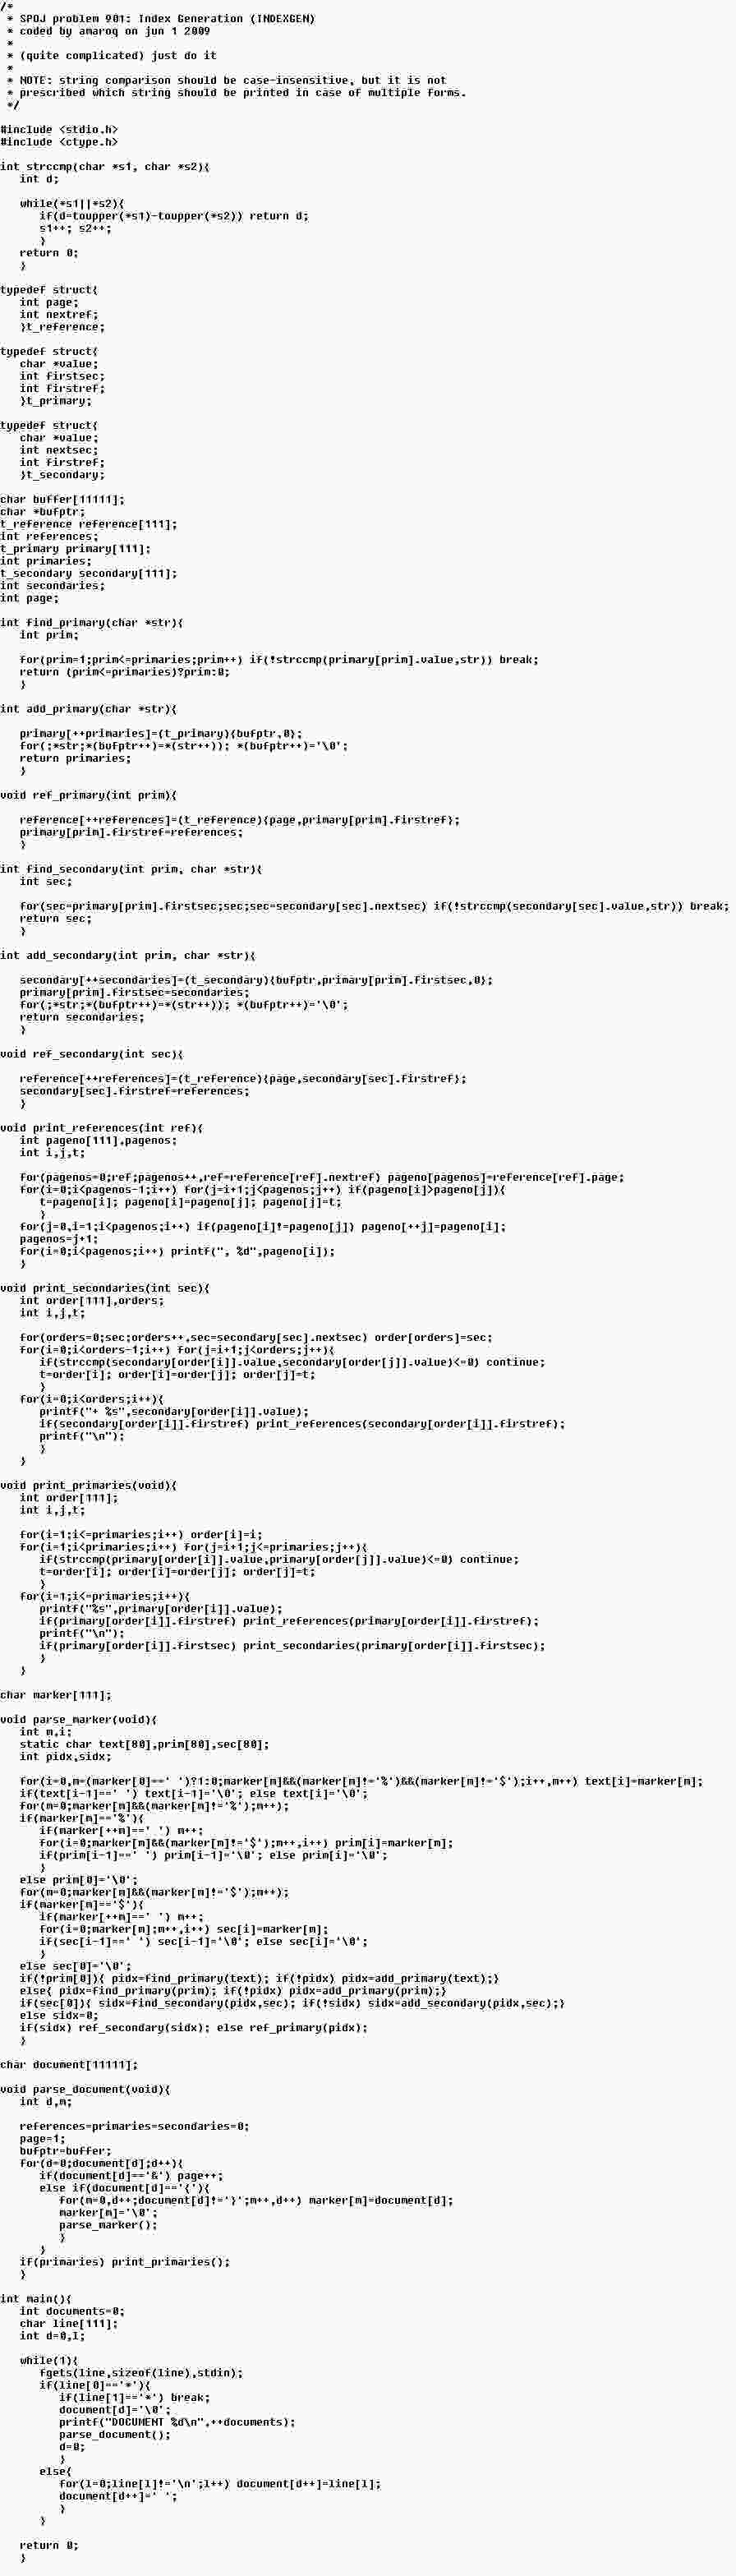 /*
 * SPOJ problem 901: Index Generation (INDEXGEN)
 * coded by amaroq on jun 1 2009
 *
 * (quite complicated) just do it
 *
 * NOTE: string comparison should be case-insensitive, but it is not
 * prescribed which string should be printed in case of multiple forms.
 */

#include <stdio.h>
#include <ctype.h>

int strccmp(char *s1, char *s2){
   int d;

   while(*s1||*s2){
      if(d=toupper(*s1)-toupper(*s2)) return d;
      s1++; s2++;
      }
   return 0;
   }

typedef struct{
   int page;
   int nextref;
   }t_reference;

typedef struct{
   char *value;
   int firstsec;
   int firstref;
   }t_primary;

typedef struct{
   char *value;
   int nextsec;
   int firstref;
   }t_secondary;

char buffer[11111];
char *bufptr;
t_reference reference[111];
int references;
t_primary primary[111];
int primaries;
t_secondary secondary[111];
int secondaries;
int page;

int find_primary(char *str){
   int prim;

   for(prim=1;prim<=primaries;prim++) if(!strccmp(primary[prim].value,str)) break;
   return (prim<=primaries)?prim:0;
   }

int add_primary(char *str){

   primary[++primaries]=(t_primary){bufptr,0};
   for(;*str;*(bufptr++)=*(str++)); *(bufptr++)='\0';
   return primaries;
   }

void ref_primary(int prim){

   reference[++references]=(t_reference){page,primary[prim].firstref};
   primary[prim].firstref=references;
   }

int find_secondary(int prim, char *str){
   int sec;

   for(sec=primary[prim].firstsec;sec;sec=secondary[sec].nextsec) if(!strccmp(secondary[sec].value,str)) break;
   return sec;
   }

int add_secondary(int prim, char *str){

   secondary[++secondaries]=(t_secondary){bufptr,primary[prim].firstsec,0};
   primary[prim].firstsec=secondaries;
   for(;*str;*(bufptr++)=*(str++)); *(bufptr++)='\0';
   return secondaries;
   }

void ref_secondary(int sec){

   reference[++references]=(t_reference){page,secondary[sec].firstref};
   secondary[sec].firstref=references;
   }

void print_references(int ref){
   int pageno[111],pagenos;
   int i,j,t;

   for(pagenos=0;ref;pagenos++,ref=reference[ref].nextref) pageno[pagenos]=reference[ref].page;
   for(i=0;i<pagenos-1;i++) for(j=i+1;j<pagenos;j++) if(pageno[i]>pageno[j]){
      t=pageno[i]; pageno[i]=pageno[j]; pageno[j]=t;
      }
   for(j=0,i=1;i<pagenos;i++) if(pageno[i]!=pageno[j]) pageno[++j]=pageno[i];
   pagenos=j+1;
   for(i=0;i<pagenos;i++) printf(", %d",pageno[i]);
   }

void print_secondaries(int sec){
   int order[111],orders;
   int i,j,t;

   for(orders=0;sec;orders++,sec=secondary[sec].nextsec) order[orders]=sec;
   for(i=0;i<orders-1;i++) for(j=i+1;j<orders;j++){
      if(strccmp(secondary[order[i]].value,secondary[order[j]].value)<=0) continue;
      t=order[i]; order[i]=order[j]; order[j]=t;
      }
   for(i=0;i<orders;i++){
      printf("+ %s",secondary[order[i]].value);
      if(secondary[order[i]].firstref) print_references(secondary[order[i]].firstref);
      printf("\n");
      }
   }

void print_primaries(void){
   int order[111];
   int i,j,t;

   for(i=1;i<=primaries;i++) order[i]=i;
   for(i=1;i<primaries;i++) for(j=i+1;j<=primaries;j++){
      if(strccmp(primary[order[i]].value,primary[order[j]].value)<=0) continue;
      t=order[i]; order[i]=order[j]; order[j]=t;
      }
   for(i=1;i<=primaries;i++){
      printf("%s",primary[order[i]].value);
      if(primary[order[i]].firstref) print_references(primary[order[i]].firstref);
      printf("\n");
      if(primary[order[i]].firstsec) print_secondaries(primary[order[i]].firstsec);
      }
   }

char marker[111];

void parse_marker(void){
   int m,i;
   static char text[80],prim[80],sec[80];
   int pidx,sidx;

   for(i=0,m=(marker[0]==' ')?1:0;marker[m]&&(marker[m]!='%')&&(marker[m]!='$');i++,m++) text[i]=marker[m];
   if(text[i-1]==' ') text[i-1]='\0'; else text[i]='\0';
   for(m=0;marker[m]&&(marker[m]!='%');m++);
   if(marker[m]=='%'){
      if(marker[++m]==' ') m++;
      for(i=0;marker[m]&&(marker[m]!='$');m++,i++) prim[i]=marker[m];
      if(prim[i-1]==' ') prim[i-1]='\0'; else prim[i]='\0';
      }
   else prim[0]='\0';
   for(m=0;marker[m]&&(marker[m]!='$');m++);
   if(marker[m]=='$'){
      if(marker[++m]==' ') m++;
      for(i=0;marker[m];m++,i++) sec[i]=marker[m];
      if(sec[i-1]==' ') sec[i-1]='\0'; else sec[i]='\0';
      }
   else sec[0]='\0';
   if(!prim[0]){ pidx=find_primary(text); if(!pidx) pidx=add_primary(text);}
   else{ pidx=find_primary(prim); if(!pidx) pidx=add_primary(prim);}
   if(sec[0]){ sidx=find_secondary(pidx,sec); if(!sidx) sidx=add_secondary(pidx,sec);}
   else sidx=0;
   if(sidx) ref_secondary(sidx); else ref_primary(pidx);
   }

char document[11111];

void parse_document(void){
   int d,m;

   references=primaries=secondaries=0;
   page=1;
   bufptr=buffer;
   for(d=0;document[d];d++){
      if(document[d]=='&') page++;
      else if(document[d]=='{'){
         for(m=0,d++;document[d]!='}';m++,d++) marker[m]=document[d];
         marker[m]='\0';
         parse_marker();
         }
      }
   if(primaries) print_primaries();
   }

int main(){
   int documents=0;
   char line[111];
   int d=0,l;

   while(1){
      fgets(line,sizeof(line),stdin);
      if(line[0]=='*'){
         if(line[1]=='*') break;
         document[d]='\0';
         printf("DOCUMENT %d\n",++documents);
         parse_document();
         d=0;
         }
      else{
         for(l=0;line[l]!='\n';l++) document[d++]=line[l];
         document[d++]=' ';
         }
      }

   return 0;
   }